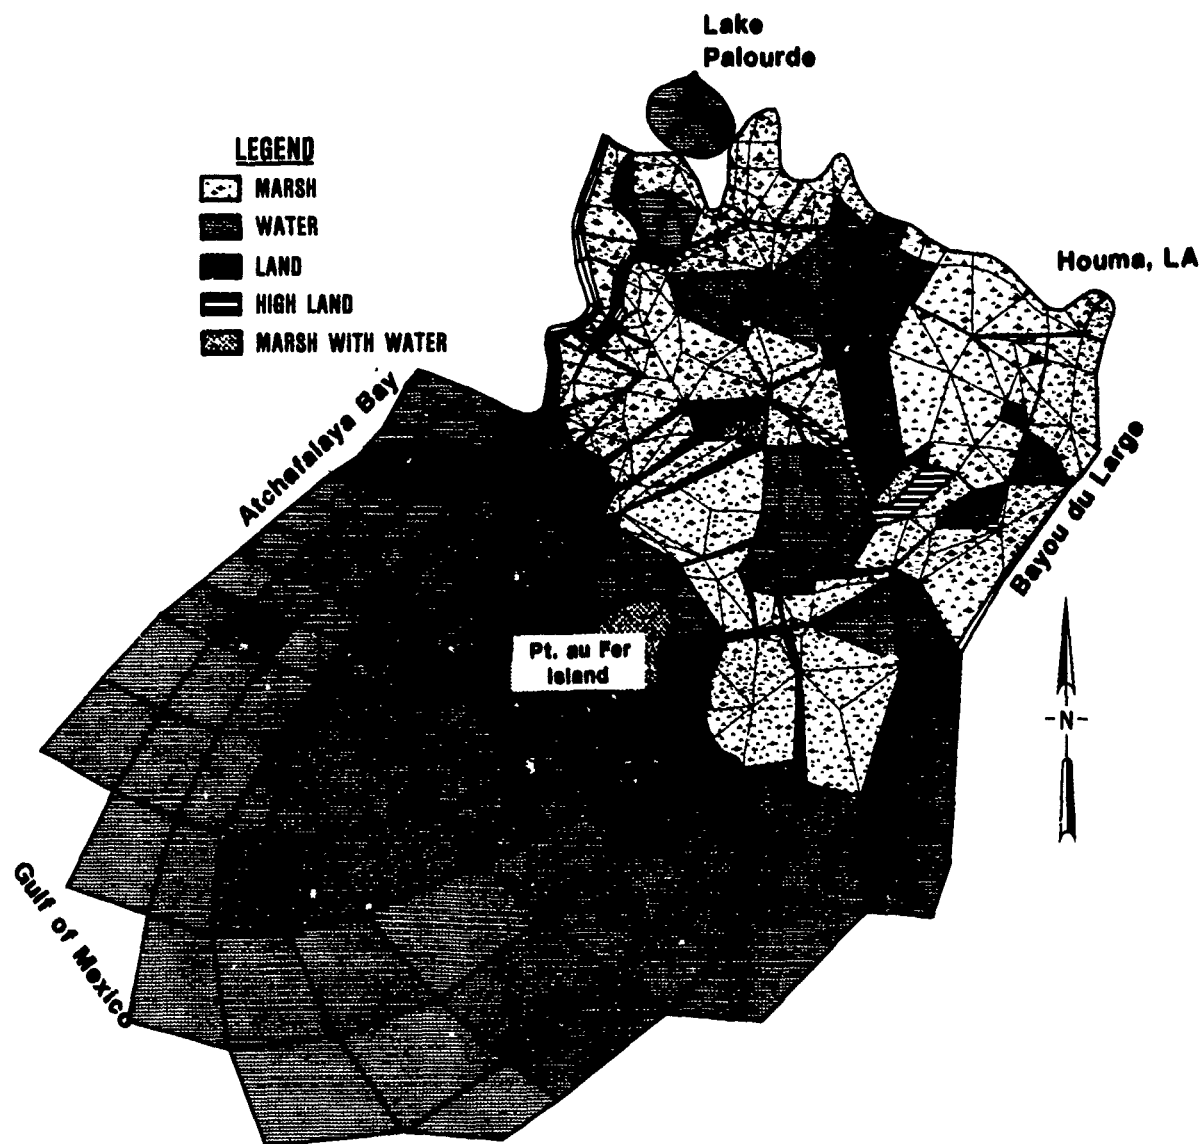 Lake
Palourde
LEGEND
MARSH
WATER
LAND
HIGH LAND
MARSH WITH WATER
Houma, LA
Atchafalaya Bay
Bayou du Large
Pt. au Fer
Island
-N-
Gulf of Mexico